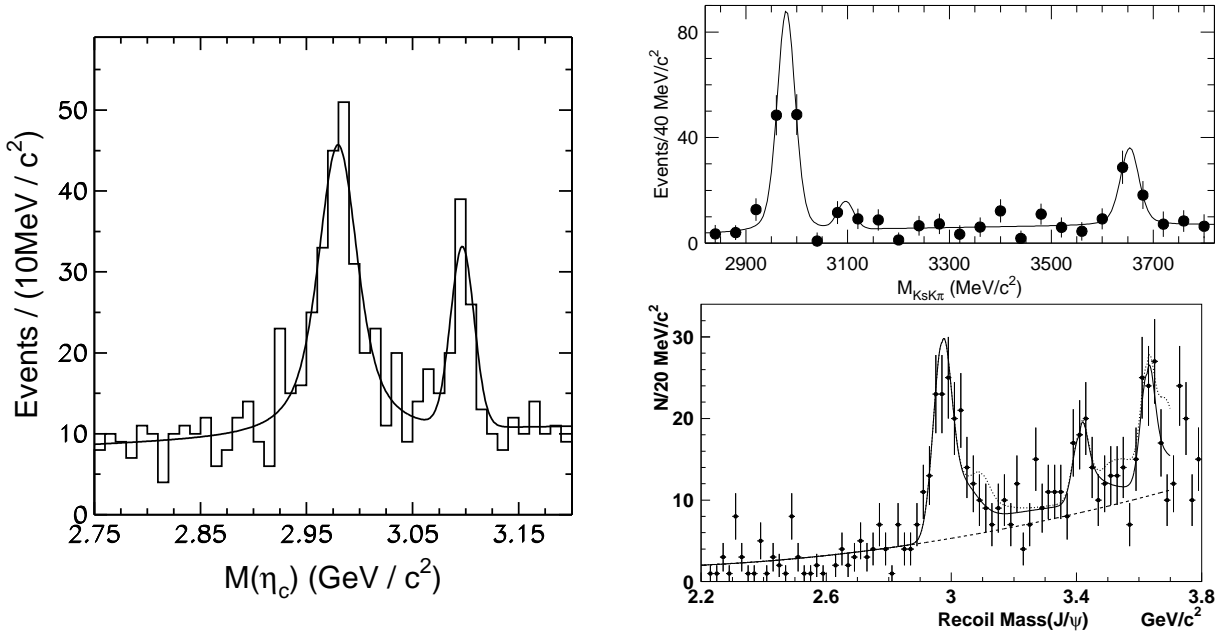 50
40
30
20
10
0
Events / (10MeV / c²)
2.75 2.85 2.95 3.05 3.15
M(ηc) (GeV / c²)
80
40
0
Events/40 MeV/c²
2900 3100 3300 3500 3700
MKsKπ (MeV/c²)
30
20
10
0
N/20 MeV/c²
2.2 2.6 3 3.4 3.8
Recoil Mass(J/ψ) GeV/c²